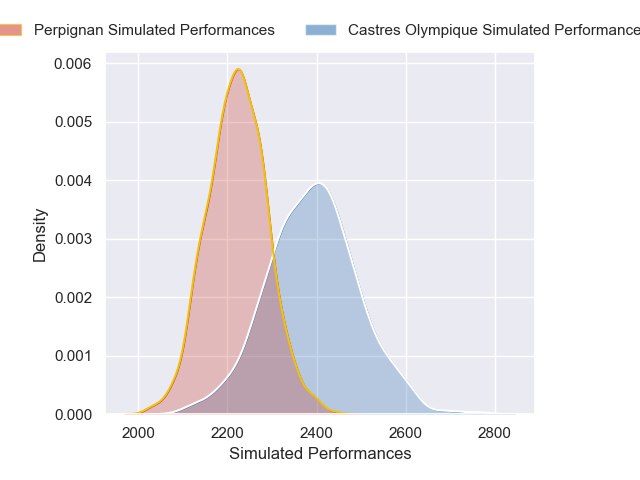 Perpignan Simulated Performances
Castres Olympique Simulated Performance
0.006
0.005
0.004
0.003
0.002
0.001
0.000
Density
2000 2200 2400 2600 2800
Simulated Performances